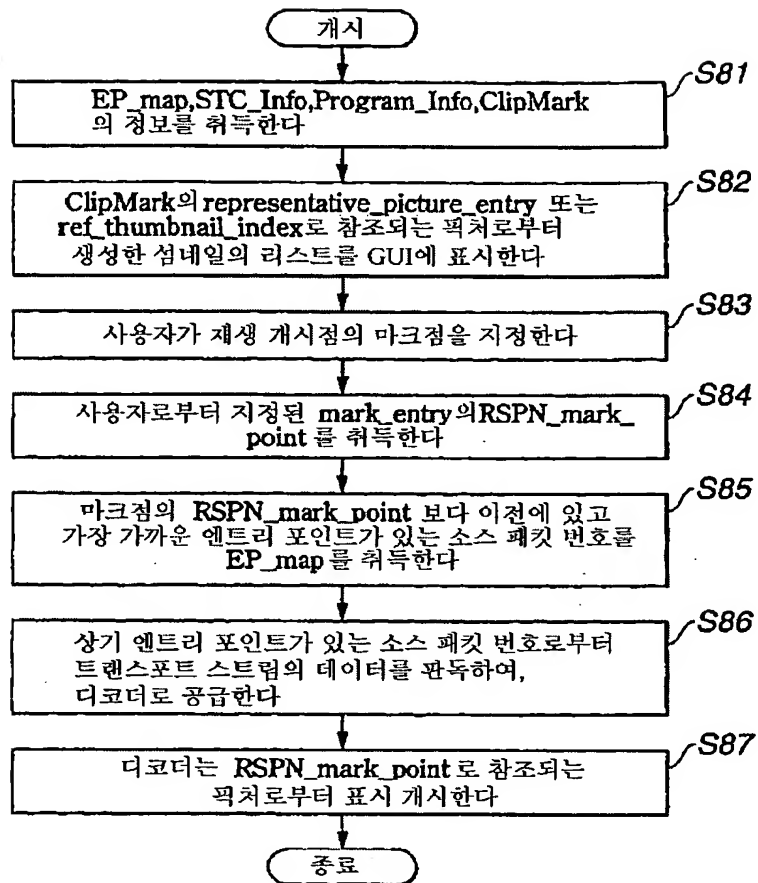 개시
S81
EP_map,STC_Info,Program_Info,ClipMark
의 정보를 취득한다
S82
ClipMark의 representative_picture_entry 또는
ref_thumbnail_index로 참조되는 픽처로부터
생성한 섬네일의 리스트를 GUI에 표시한다
S83
사용자가 재생 개시점의 마크점을 지정한다
S84
사용자로부터 지정된 mark_entry의RSPN_mark_
point 를 취득한다
S85
마크점의 RSPN_mark_point 보다 이전에 있고
가장 가까운 엔트리 포인트가 있는 소스 패킷 번호를
EP_map를 취득한다
S86
상기 엔트리 포인트가 있는 소스 패킷 번호로부터
트랜스포트 스트림의 데이터를 판독하여,
디코더로 공급한다
S87
디코더는 RSPN_mark_point로 참조되는
픽처로부터 표시 개시한다
종료